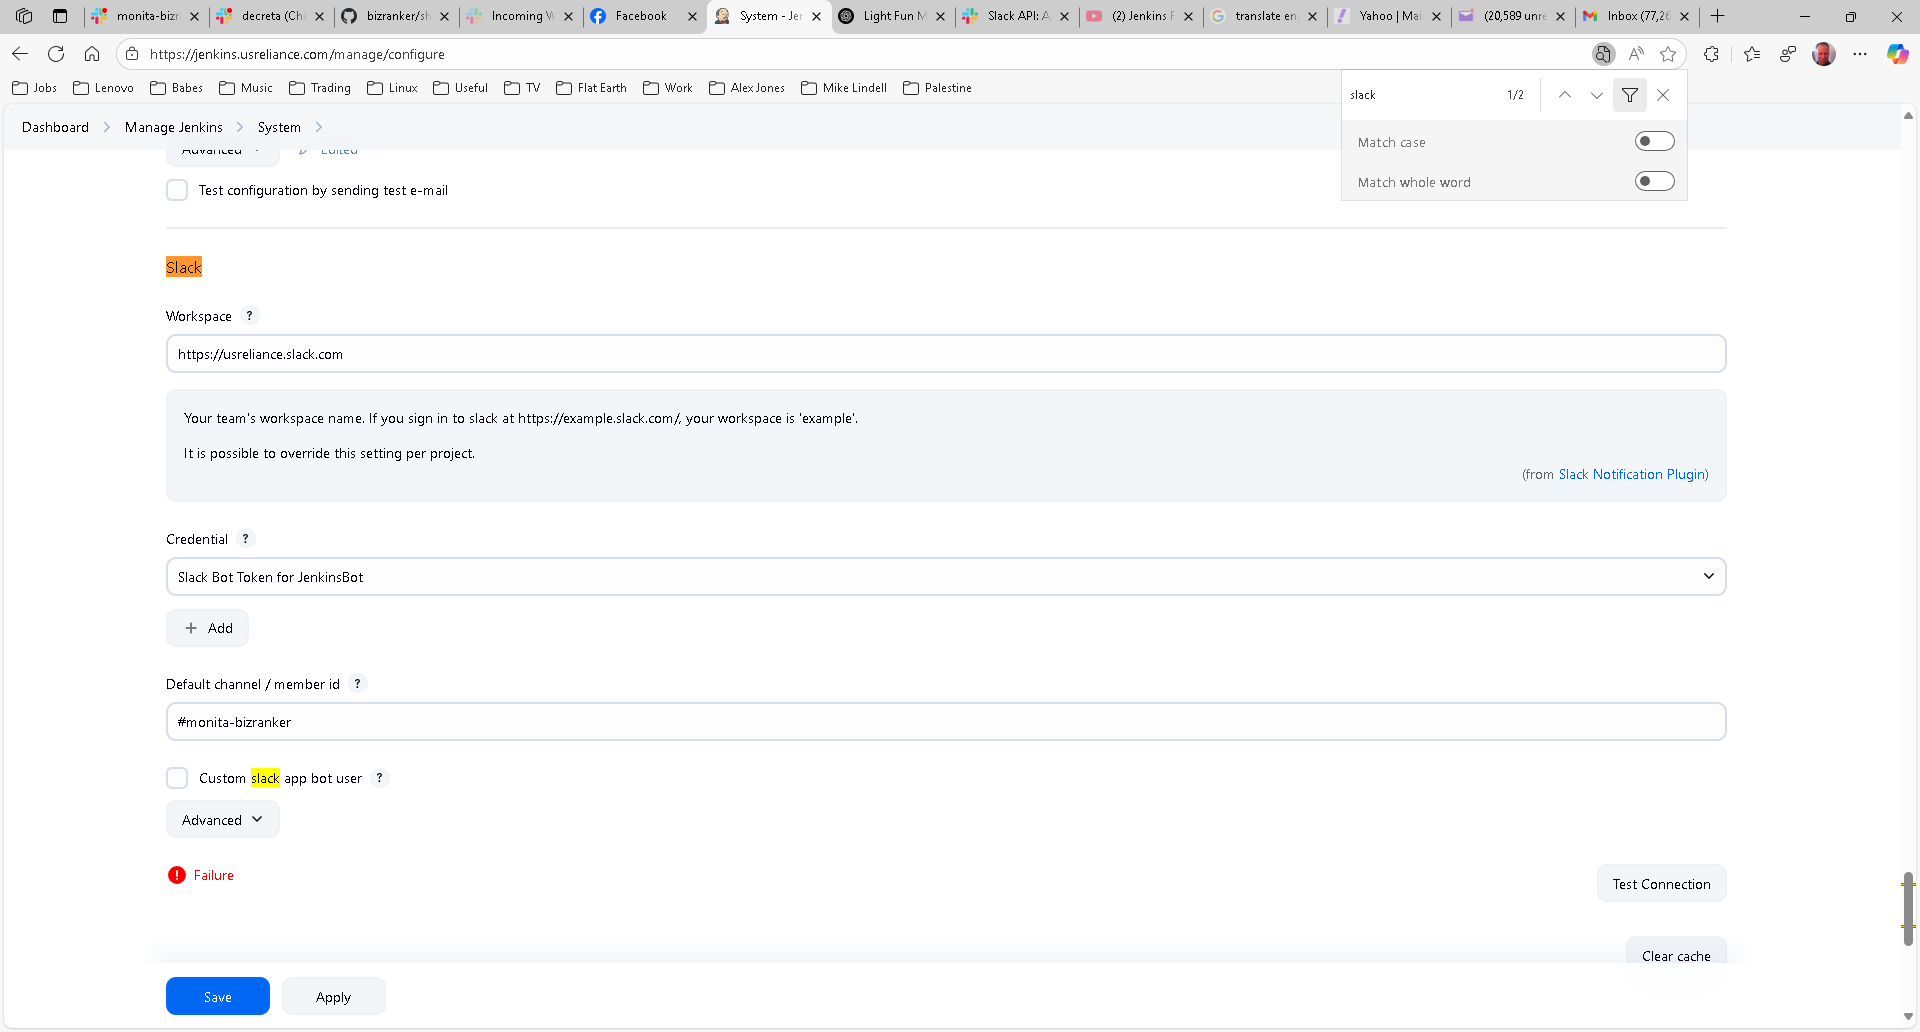 monita-bizr
decreta (Cha
bizranker/sh
Incoming W
Facebook
System - Jen
Light Fun M
Slack API: A
(2) Jenkins F
translate en
Yahoo | Mai
(20,589 unre
Inbox (77,26
https://jenkins.usreliance.com/manage/configure
Jobs
Lenovo
Babes
Music
Trading
Linux
Useful
TV
Flat Earth
Work
Alex Jones
Mike Lindell
Palestine
slack
1/2
Match case
Match whole word
Dashboard
Manage Jenkins
System
Advanced
Edited
Test configuration by sending test e-mail
Slack
Workspace ?
https://usreliance.slack.com
Your team's workspace name. If you sign in to slack at https://example.slack.com/, your workspace is 'example'.
It is possible to override this setting per project.
(from Slack Notification Plugin)
Credential ?
Slack Bot Token for JenkinsBot
+ Add
Default channel / member id ?
#monita-bizranker
Custom slack app bot user ?
Advanced
! Failure
Test Connection
Clear cache
Save
Apply